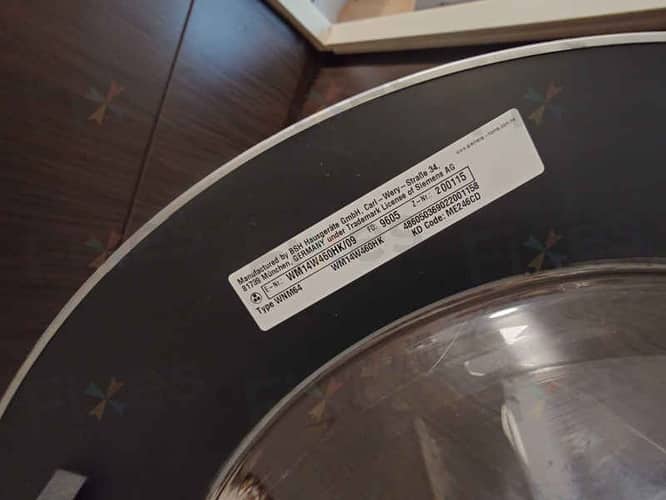 Manufactured by BSH Hausgeräte GmbH, Carl-Wery-Straße 34,
81739 München, GERMANY under Trademark License of Siemens AG
E-Nr.: WM14W460HK/09 FD: 9605 Z-Nr.: 200115
Type WNM64 WM14W460HK 486050369022001158
KD Code: ME246CD